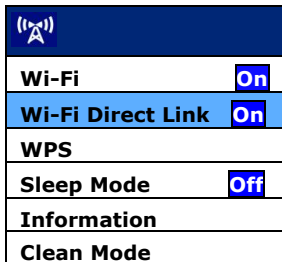 Wi-Fi On
Wi-Fi Direct Link On
WPS
Sleep Mode Off
Information
Clean Mode